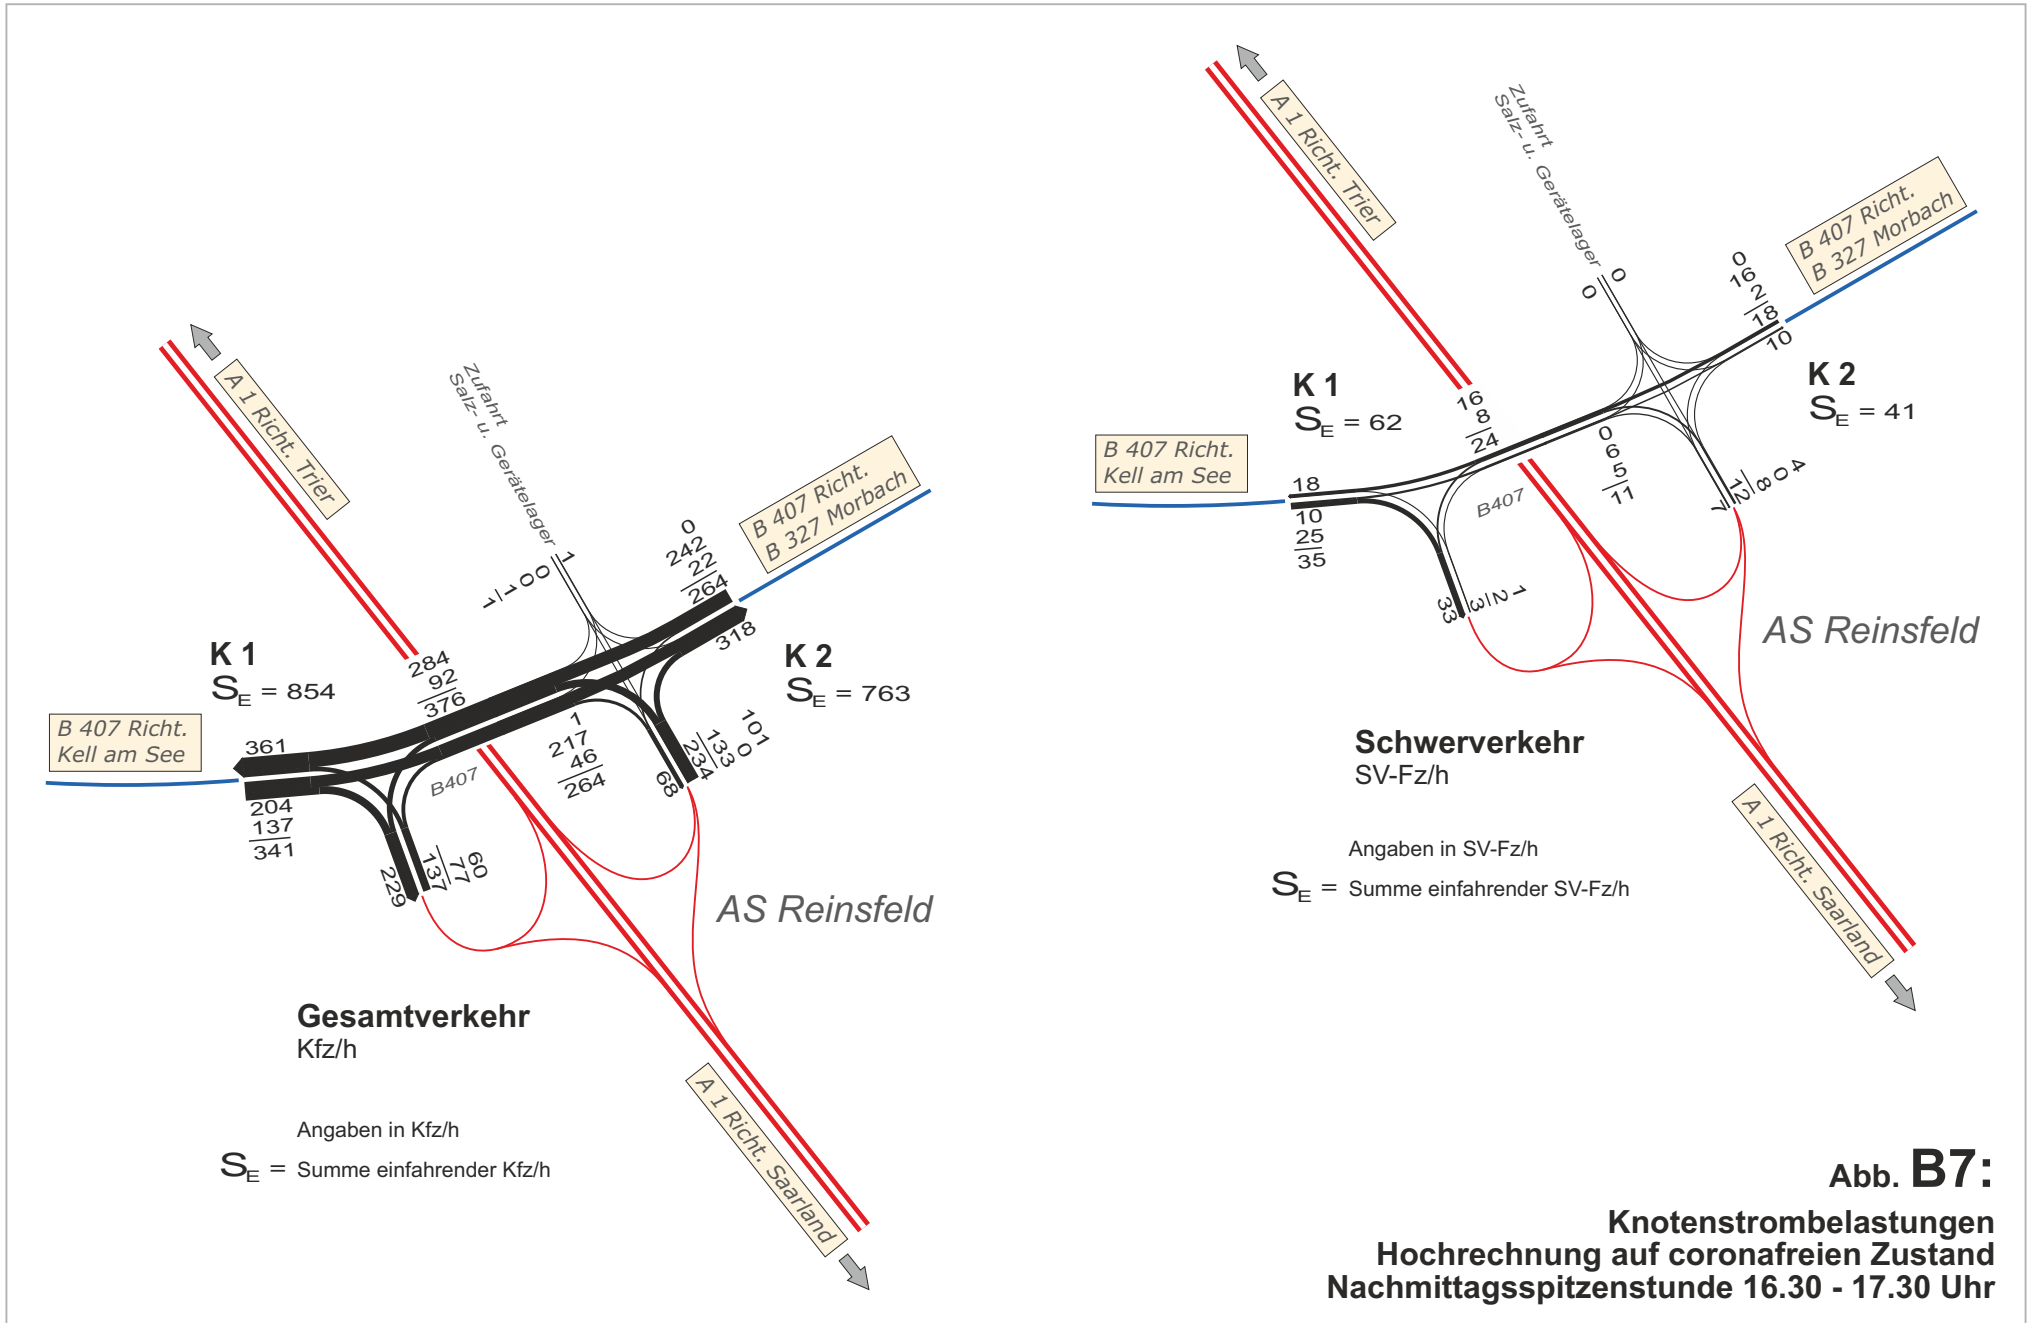 A 1 Richt. Trier
Zufahrt
Salz- u. Gerätelager
B 407 Richt.
B 327 Morbach
0
242
22
264
318
1
0
1
0
1
K 1
SE = 854
284
92
376
K 2
SE = 763
B 407 Richt.
Kell am See
361
204
137
341
B407
1
217
46
264
101
0
133
234
68
60
77
137
229
AS Reinsfeld
Gesamtverkehr
Kfz/h
Angaben in Kfz/h
SE = Summe einfahrender Kfz/h
A 1 Richt. Saarland
A 1 Richt. Trier
Zufahrt
Salz- u. Gerätelager
B 407 Richt.
B 327 Morbach
0
16
2
18
10
0
0
K 1
SE = 62
16
8
24
K 2
SE = 41
B 407 Richt.
Kell am See
18
10
25
35
B407
0
6
5
11
4
0
8
12
7
1
2
3
33
AS Reinsfeld
Schwerverkehr
SV-Fz/h
Angaben in SV-Fz/h
SE = Summe einfahrender SV-Fz/h
A 1 Richt. Saarland
Abb. B7:
Knotenstrombelastungen
Hochrechnung auf coronafreien Zustand
Nachmittagsspitzenstunde 16.30 - 17.30 Uhr